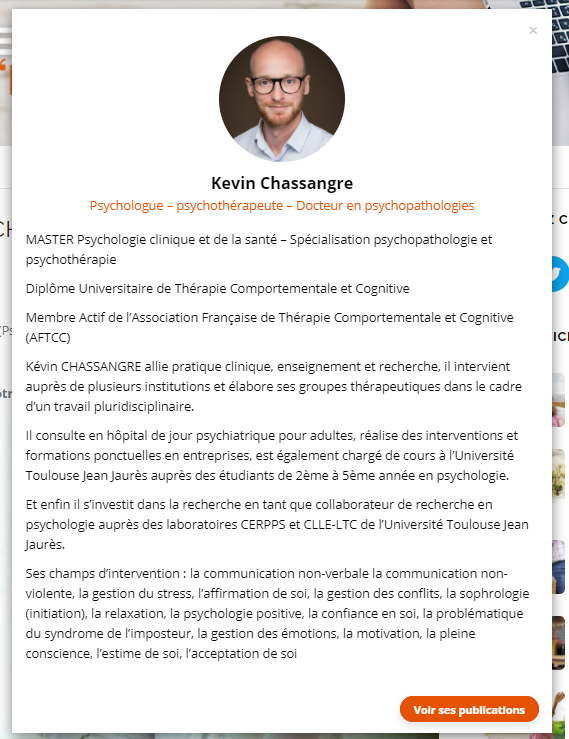 ×
Kevin Chassangre
Psychologue – psychothérapeute – Docteur en psychopathologies
MASTER Psychologie clinique et de la santé – Spécialisation psychopathologie et
psychothérapie
Diplôme Universitaire de Thérapie Comportementale et Cognitive
Membre Actif de l’Association Française de Thérapie Comportementale et Cognitive
(AFTCC)
Kévin CHASSANGRE allie pratique clinique, enseignement et recherche, il intervient
auprès de plusieurs institutions et élabore ses groupes thérapeutiques dans le cadre
d’un travail pluridisciplinaire.
Il consulte en hôpital de jour psychiatrique pour adultes, réalise des interventions et
formations ponctuelles en entreprises, est également chargé de cours à l’Université
Toulouse Jean Jaurès auprès des étudiants de 2ème à 5ème année en psychologie.
Et enfin il s’investit dans la recherche en tant que collaborateur de recherche en
psychologie auprès des laboratoires CERPPS et CLLE-LTC de l’Université Toulouse Jean
Jaurès.
Ses champs d’intervention : la communication non-verbale la communication non-
violente, la gestion du stress, l’affirmation de soi, la gestion des conflits, la sophrologie
(initiation), la relaxation, la psychologie positive, la confiance en soi, la problématique
du syndrome de l’imposteur, la gestion des émotions, la motivation, la pleine
conscience, l’estime de soi, l’acceptation de soi
Voir ses publications